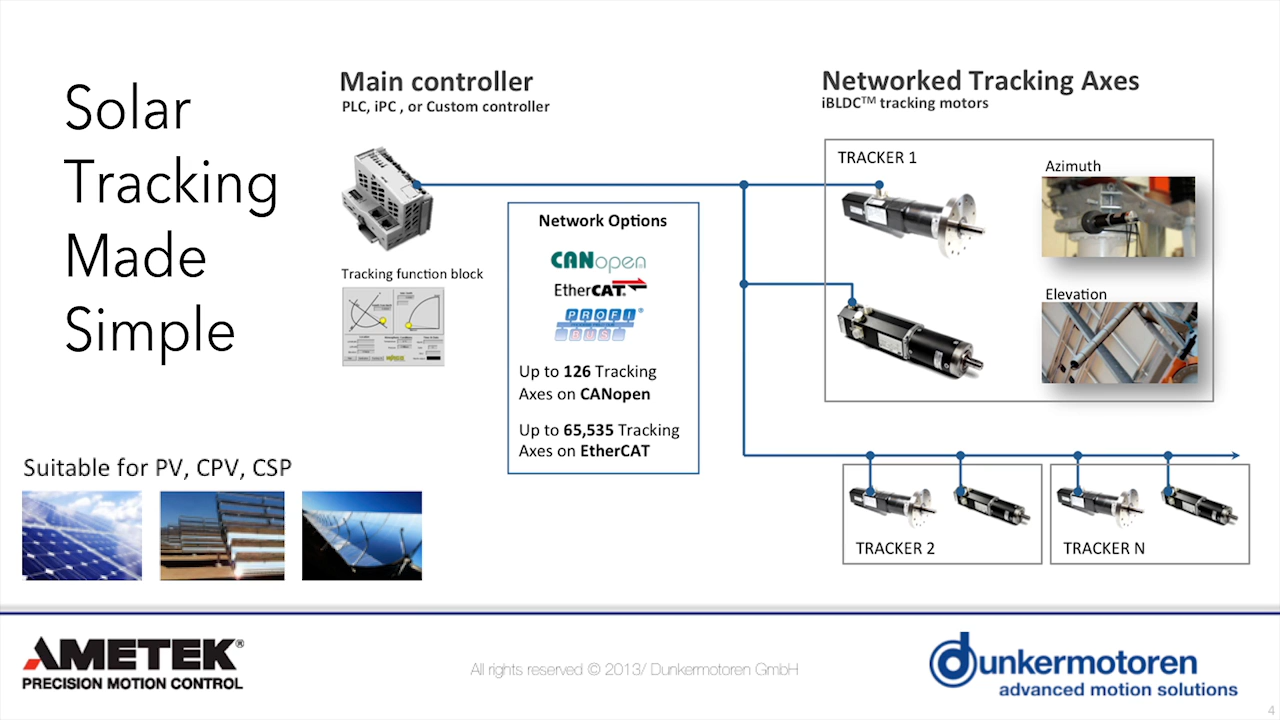 Solar
Tracking
Made
Simple
Main controller
PLC, iPC , or Custom controller
Tracking function block
Network Options
CANopen
EtherCAT®
PROFI®
BUS
Up to 126 Tracking
Axes on CANopen
Up to 65,535 Tracking
Axes on EtherCAT
Networked Tracking Axes
iBLDC™ tracking motors
TRACKER 1
Azimuth
Elevation
TRACKER 2
TRACKER N
Suitable for PV, CPV, CSP
AMETEK®
PRECISION MOTION CONTROL
All rights reserved © 2013/ Dunkermotoren GmbH
dunkermotoren
advanced motion solutions
4